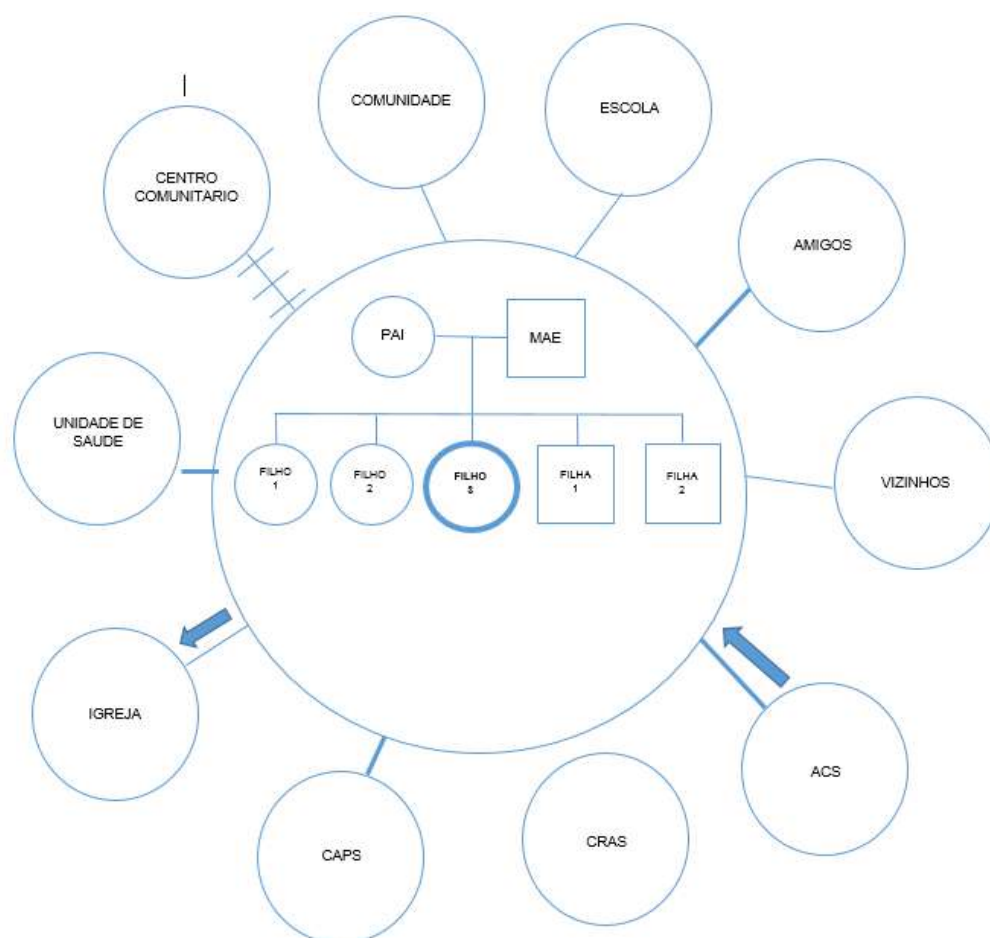 COMUNIDADE
ESCOLA
CENTRO
COMUNITARIO
AMIGOS
PAI
MAE
UNIDADE DE
SAUDE
FILHO
1
FILHO
2
FILHO
3
FILHA
1
FILHA
2
VIZINHOS
IGREJA
ACS
CAPS
CRAS